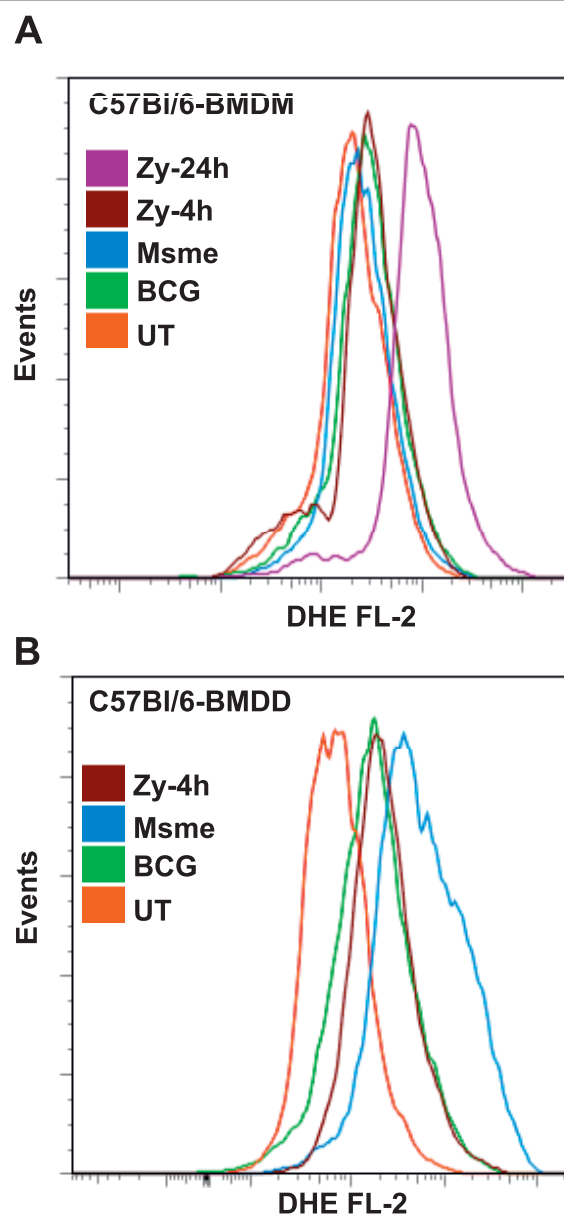 A
C57Bl/6-BMDM
Zy-24h
Zy-4h
Msme
BCG
UT
Events
DHE FL-2
B
C57Bl/6-BMDD
Zy-4h
Msme
BCG
UT
Events
DHE FL-2